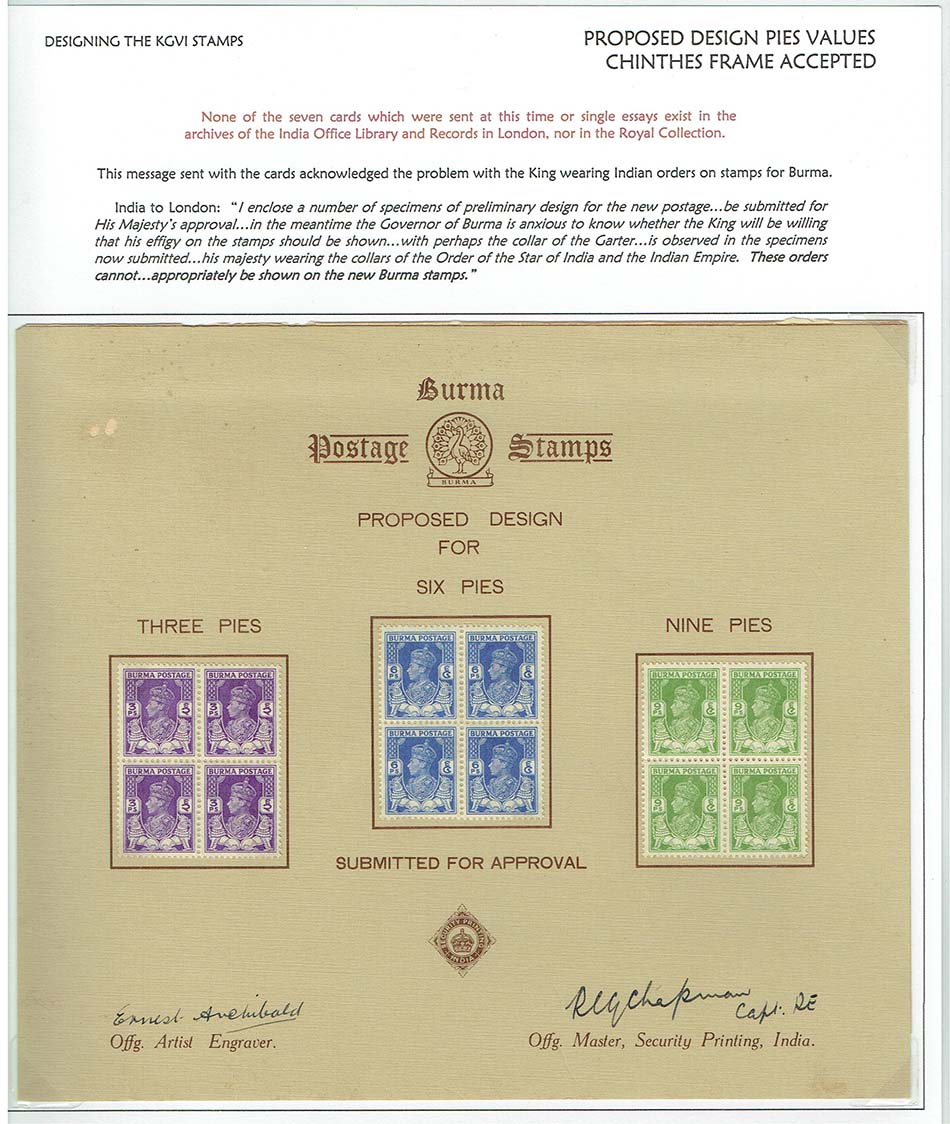 DESIGNING THE KGVI STAMPS
PROPOSED DESIGN PIES VALUES
CHINTHES FRAME ACCEPTED
None of the seven cards which were sent at this time or single essays exist in the
archives of the India Office Library and Records in London, nor in the Royal Collection.
This message sent with the cards acknowledged the problem with the King wearing Indian orders on stamps for Burma.
India to London: "I enclose a number of specimens of preliminary design for the new postage...be submitted for
His Majesty's approval...in the meantime the Governor of Burma is anxious to know whether the King will be willing
that his effigy on the stamps should be shown...with perhaps the collar of the Garter...is observed in the specimens
now submitted...his majesty wearing the collars of the Order of the Star of India and the Indian Empire. These orders
cannot...appropriately be shown on the new Burma stamps."
Burma
Postage Stamps
BURMA
PROPOSED DESIGN
FOR
SIX PIES
THREE PIES
NINE PIES
BURMA POSTAGE BURMA POSTAGE
6 PS 6 PS
BURMA POSTAGE BURMA POSTAGE
6 PS 6 PS
BURMA POSTAGE BURMA POSTAGE
3 PS 3 PS
BURMA POSTAGE BURMA POSTAGE
3 PS 3 PS
BURMA POSTAGE BURMA POSTAGE
9 PS 9 PS
BURMA POSTAGE BURMA POSTAGE
9 PS 9 PS
SUBMITTED FOR APPROVAL
SECURITY PRINTING
INDIA
Ernest Archibald
Offg. Artist Engraver.
RLGChapman
Capt. RE
Offg. Master, Security Printing, India.